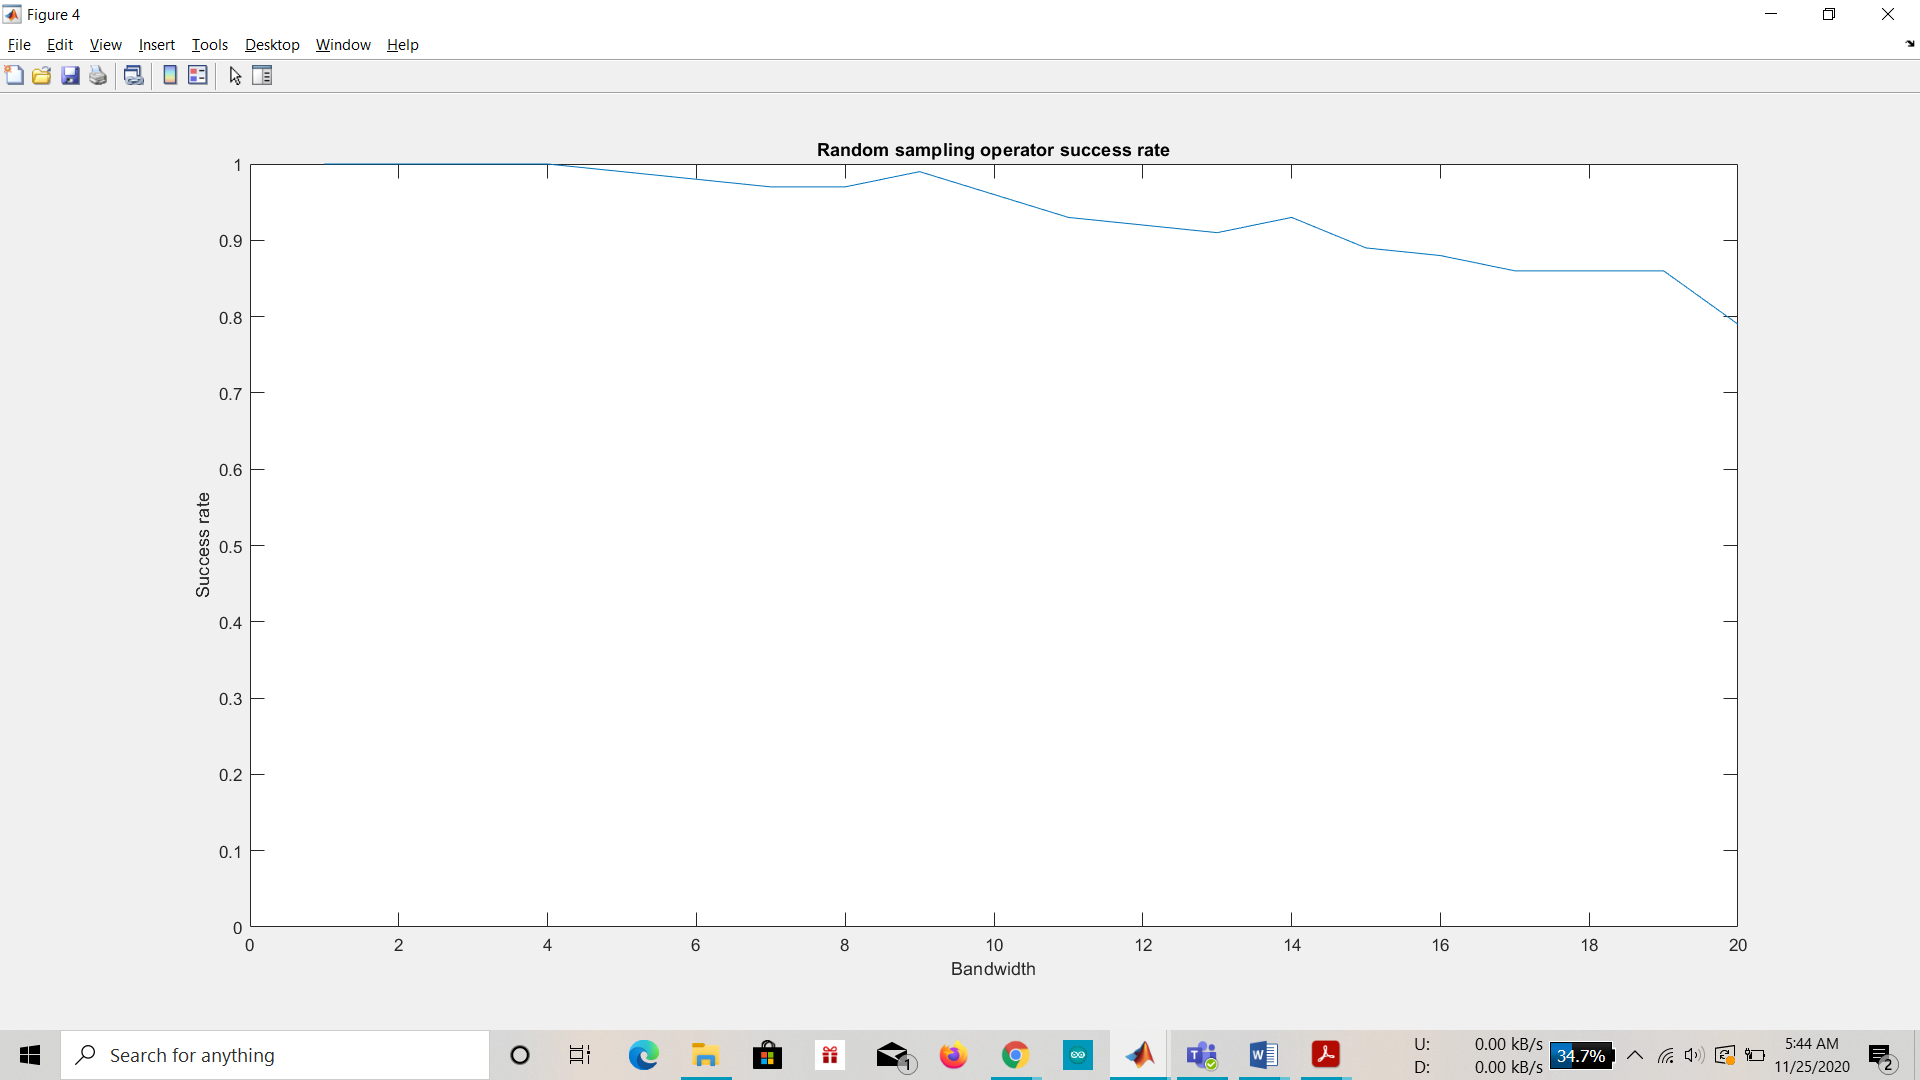 Figure 4
File Edit View Insert Tools Desktop Window Help
Random sampling operator success rate
1
0.9
0.8
0.7
0.6
0.5
0.4
0.3
0.2
0.1
0
Success rate
0 2 4 6 8 10 12 14 16 18 20
Bandwidth
Search for anything
1
W
U: 0.00 kB/s
D: 0.00 kB/s
34.7%
5:44 AM
11/25/2020
2